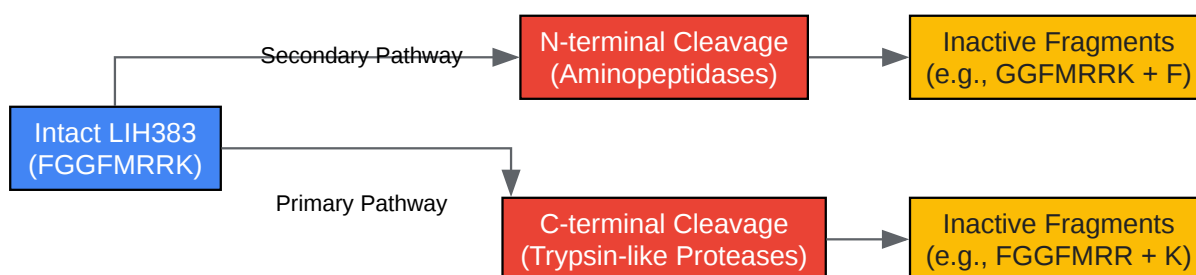 Secondary Pathway
N-terminal Cleavage
(Aminopeptidases)
Inactive Fragments
(e.g., GGFMRRK + F)
Intact LIH383
(FGGFMRRK)
Primary Pathway
C-terminal Cleavage
(Trypsin-like Proteases)
Inactive Fragments
(e.g., FGGFMRR + K)